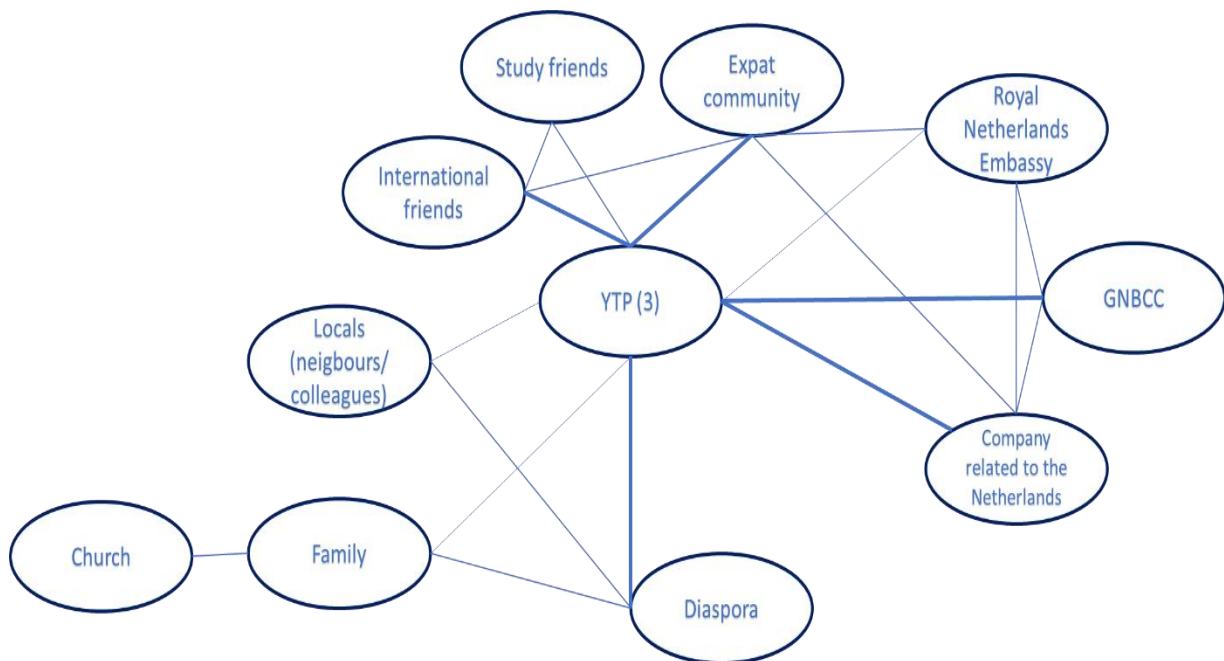 Study friends
Expat
community
Royal
Netherlands
Embassy
International
friends
YTP (3)
GNBCC
Locals
(neigbours/
colleagues)
Company
related to the
Netherlands
Church
Family
Diaspora